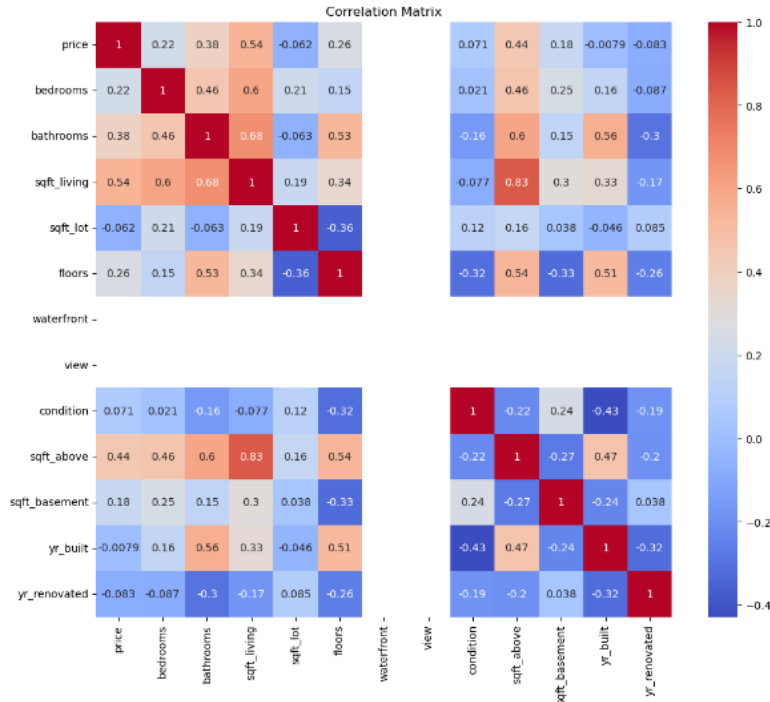 Correlation Matrix
price 1 0.22 0.38 0.54 -0.062 0.26 0.071 0.44 0.18 -0.0079 -0.083
bedrooms 0.22 1 0.46 0.6 0.21 0.15 0.021 0.46 0.25 0.16 -0.087
bathrooms 0.38 0.46 1 0.68 -0.063 0.53 -0.16 0.6 0.15 0.56 -0.3
sqft_living 0.54 0.6 0.68 1 0.19 0.34 -0.077 0.83 0.3 0.33 -0.17
sqft_lot -0.062 0.21 -0.063 0.19 1 -0.36 0.12 0.16 0.038 -0.046 0.085
floors 0.26 0.15 0.53 0.34 -0.36 1 -0.32 0.54 -0.33 0.51 -0.26
waterfront
view
condition 0.071 0.021 -0.16 -0.077 0.12 -0.32 1 -0.22 0.24 -0.43 -0.19
sqft_above 0.44 0.46 0.6 0.83 0.16 0.54 -0.22 1 -0.27 0.47 -0.2
sqft_basement 0.18 0.25 0.15 0.3 0.038 -0.33 0.24 -0.27 1 -0.24 0.038
yr_built -0.0079 0.16 0.56 0.33 -0.046 0.51 -0.43 0.47 -0.24 1 -0.32
yr_renovated -0.083 -0.087 -0.3 -0.17 0.085 -0.26 -0.19 -0.2 0.038 -0.32 1
price bedrooms bathrooms sqft_living sqft_lot floors waterfront view condition sqft_above sqft_basement yr_built yr_renovated
1.0
0.8
0.6
0.4
0.2
0.0
−0.2
−0.4